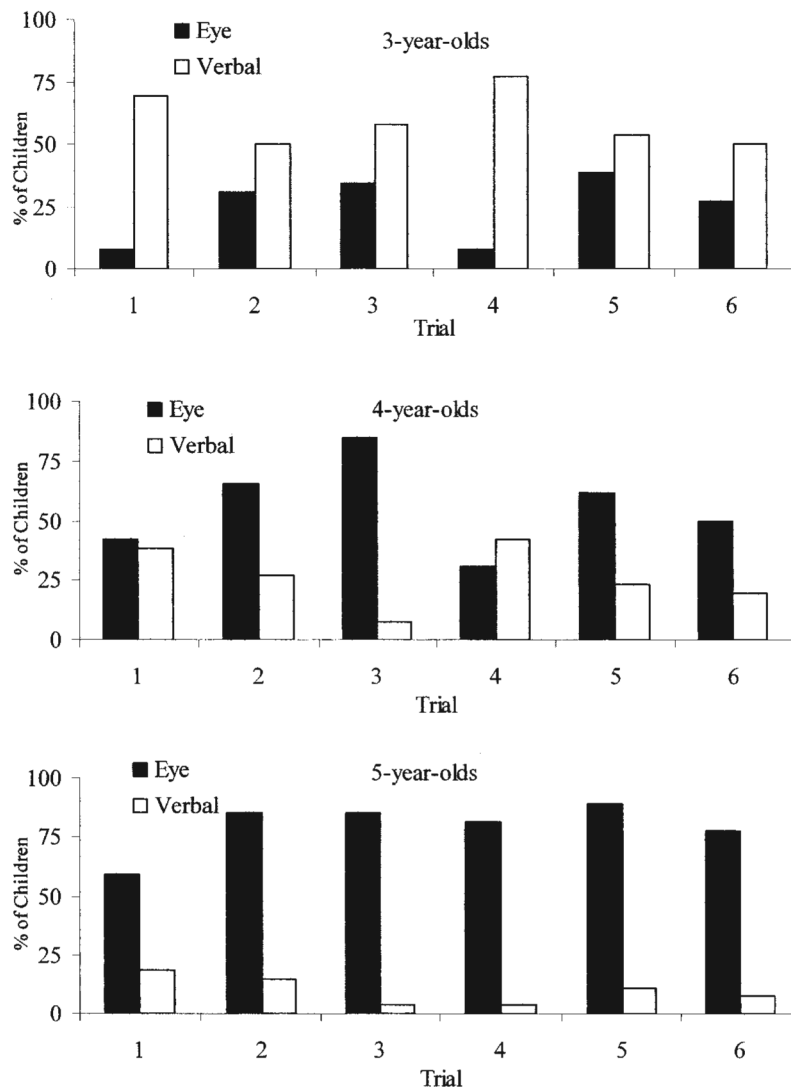 100
Eye
3-year-olds
Verbal
75
50
25
0
% of Children
1 2 3 4 5 6
Trial
100
Eye
4-year-olds
Verbal
75
50
25
0
% of Children
1 2 3 4 5 6
Trial
Eye
5-year-olds
100
Verbal
75
50
25
0
% of Children
1 2 3 4 5 6
Trial